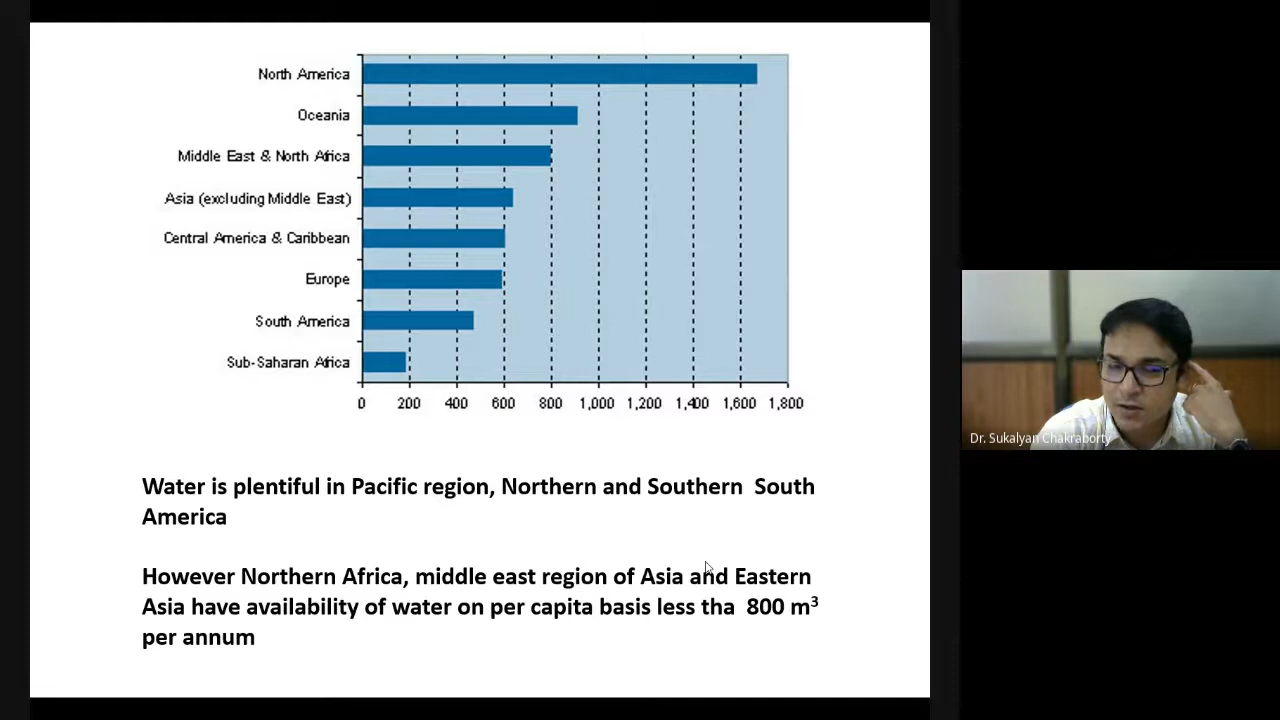 North America
Oceania
Middle East & North Africa
Asia (excluding Middle East)
Central America & Caribbean
Europe
South America
Sub-Saharan Africa
0 200 400 600 800 1,000 1,200 1,400 1,600 1,800
Water is plentiful in Pacific region, Northern and Southern South
America
However Northern Africa, middle east region of Asia and Eastern
Asia have availability of water on per capita basis less tha 800 m³
per annum
Dr. Sukalyan Chakraborty